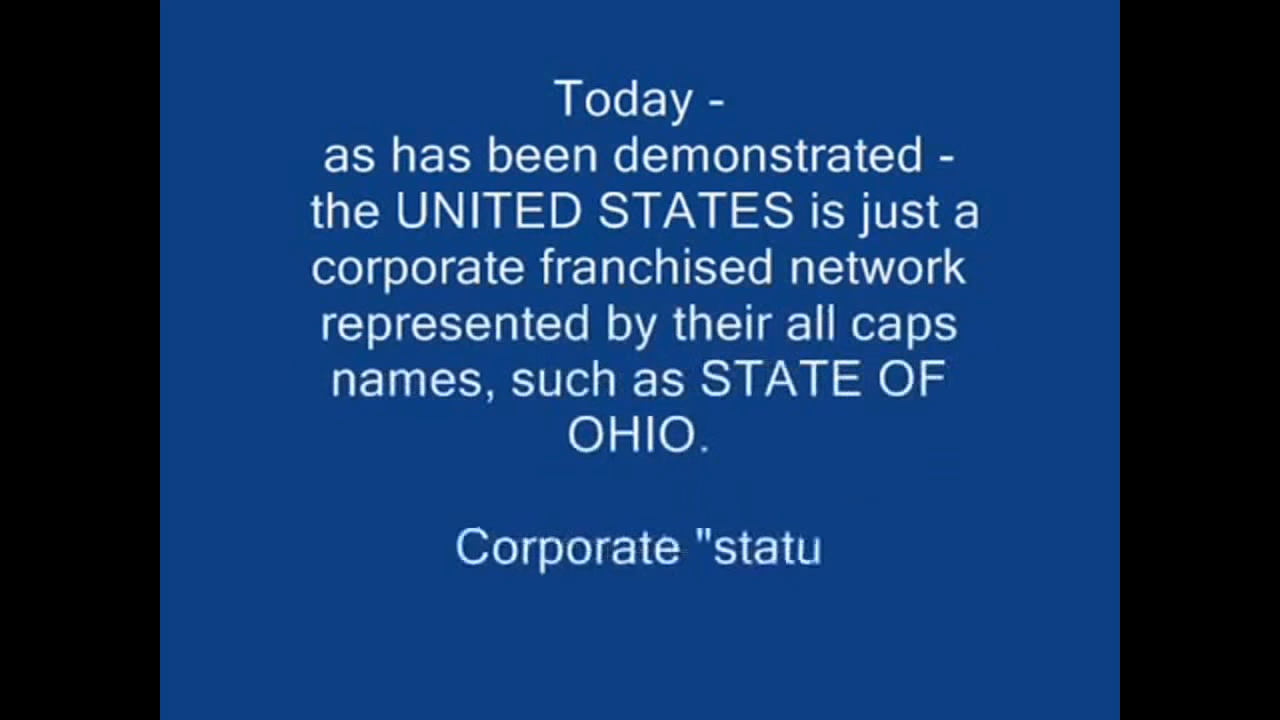 Today -
as has been demonstrated -
the UNITED STATES is just a
corporate franchised network
represented by their all caps
names, such as STATE OF
OHIO.
Corporate "statu